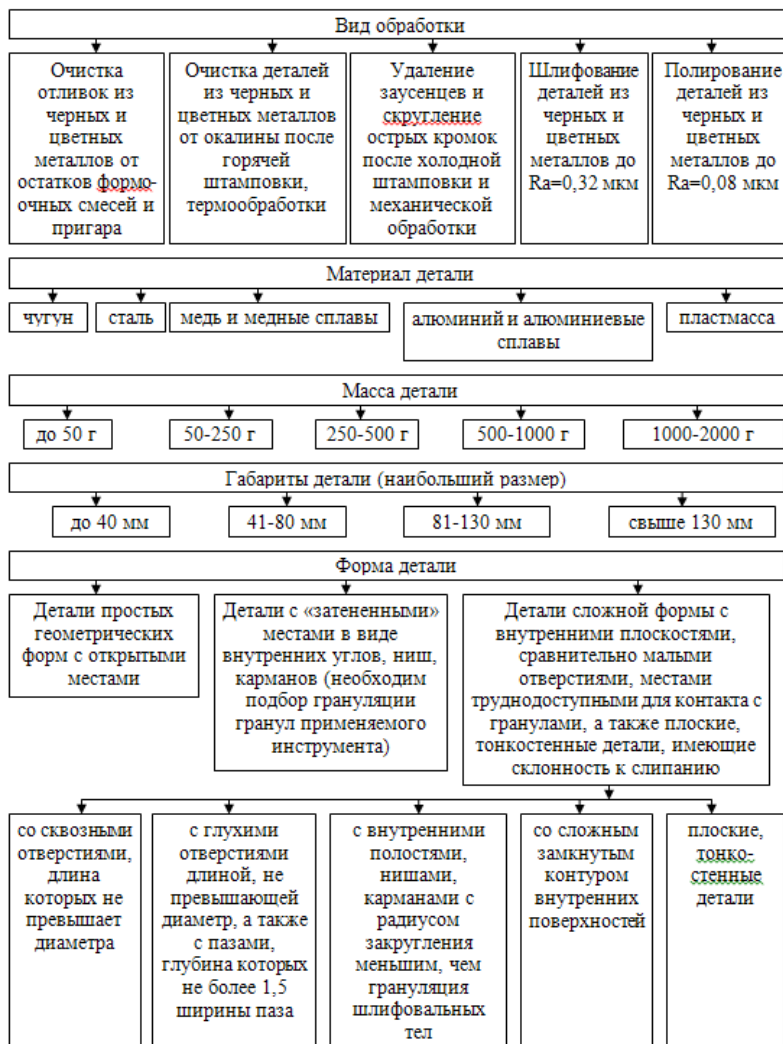 Вид обработки
Очистка
отливок из
черных и
цветных
металлов от
остатков формо-
очных смесей и
пригара
Очистка деталей
из черных и
цветных металлов
от окалины после
горячей
штамповки,
термообработки
Удаление
заусенцев и
скругление
острых кромок
после холодной
штамповки и
механической
обработки
Шлифование
деталей из
черных и
цветных
металлов до
Ra=0,32 мкм
Полирование
деталей из
черных и
цветных
металлов до
Ra=0,08 мкм
Материал детали
чугун
сталь
медь и медные сплавы
алюминий и алюминиевые
сплавы
пластмасса
Масса детали
до 50 г
50-250 г
250-500 г
500-1000 г
1000-2000 г
Габариты детали (наибольший размер)
до 40 мм
41-80 мм
81-130 мм
свыше 130 мм
Форма детали
Детали простых
геометрических
форм с открытыми
местами
Детали с «затененными»
местами в виде
внутренних углов, ниш,
карманов (необходим
подбор грануляции
гранул применяемого
инструмента)
Детали сложной формы с
внутренними плоскостями,
сравнительно малыми
отверстиями, местами
труднодоступными для контакта с
гранулами, а также плоские,
тонкостенные детали, имеющие
склонность к слипанию
со сквозными
отверстиями,
длина
которых не
превышает
диаметра
с глухими
отверстиями
длиной, не
превышающей
диаметр, а также
с пазами,
глубина которых
не более 1,5
ширины паза
с внутренними
полостями,
нишами,
карманами с
радиусом
закругления
меньшим, чем
грануляция
шлифовальных
тел
со сложным
замкнутым
контуром
внутренних
поверхностей
плоские,
тонко-
стенные
детали